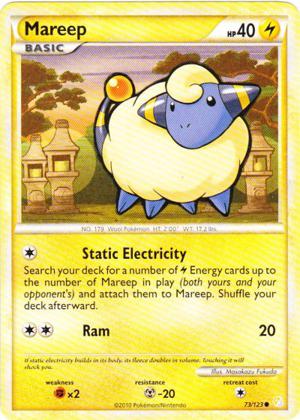 Mareep
HP 40
BASIC
NO. 179 Wool Pokémon HT: 2'00" WT: 17.2 lbs.
Static Electricity
Search your deck for a number of Energy cards up to
the number of Mareep in play (both yours and your
opponent's) and attach them to Mareep. Shuffle your
deck afterward.
Ram 20
If static electricity builds in its body, its fleece doubles in volume. Touching it
will shock you.
Illus. Masakazu Fukuda
weakness resistance retreat cost
×2 -20
©2010 Pokémon/Nintendo 73/123